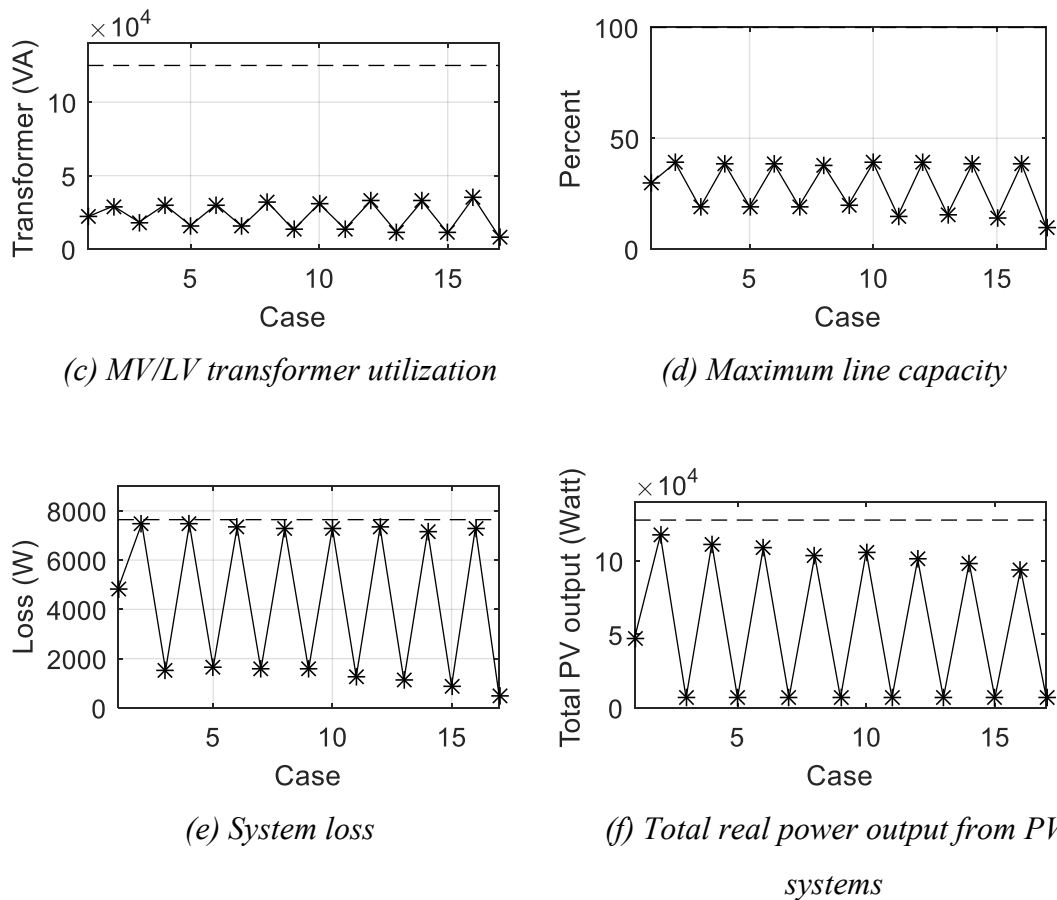 × 10⁴
Transformer (VA)
10
5
0
5 10 15
Case
(c) MV/LV transformer utilization
100
50
0
Percent
5 10 15
Case
(d) Maximum line capacity
8000
6000
4000
2000
0
Loss (W)
5 10 15
Case
(e) System loss
× 10⁴
Total PV output (Watt)
10
5
0
5 10 15
Case
(f) Total real power output from PV
systems